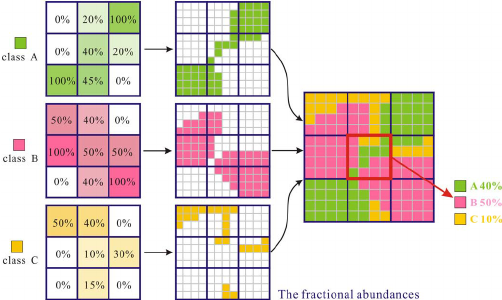 0% 20% 100%
0% 40% 20%
100% 45% 0%
class A
50% 40% 0%
100% 50% 50%
0% 40% 100%
class B
50% 40% 0%
0% 10% 30%
0% 15% 0%
class C
A 40%
B 50%
C 10%
The fractional abundances